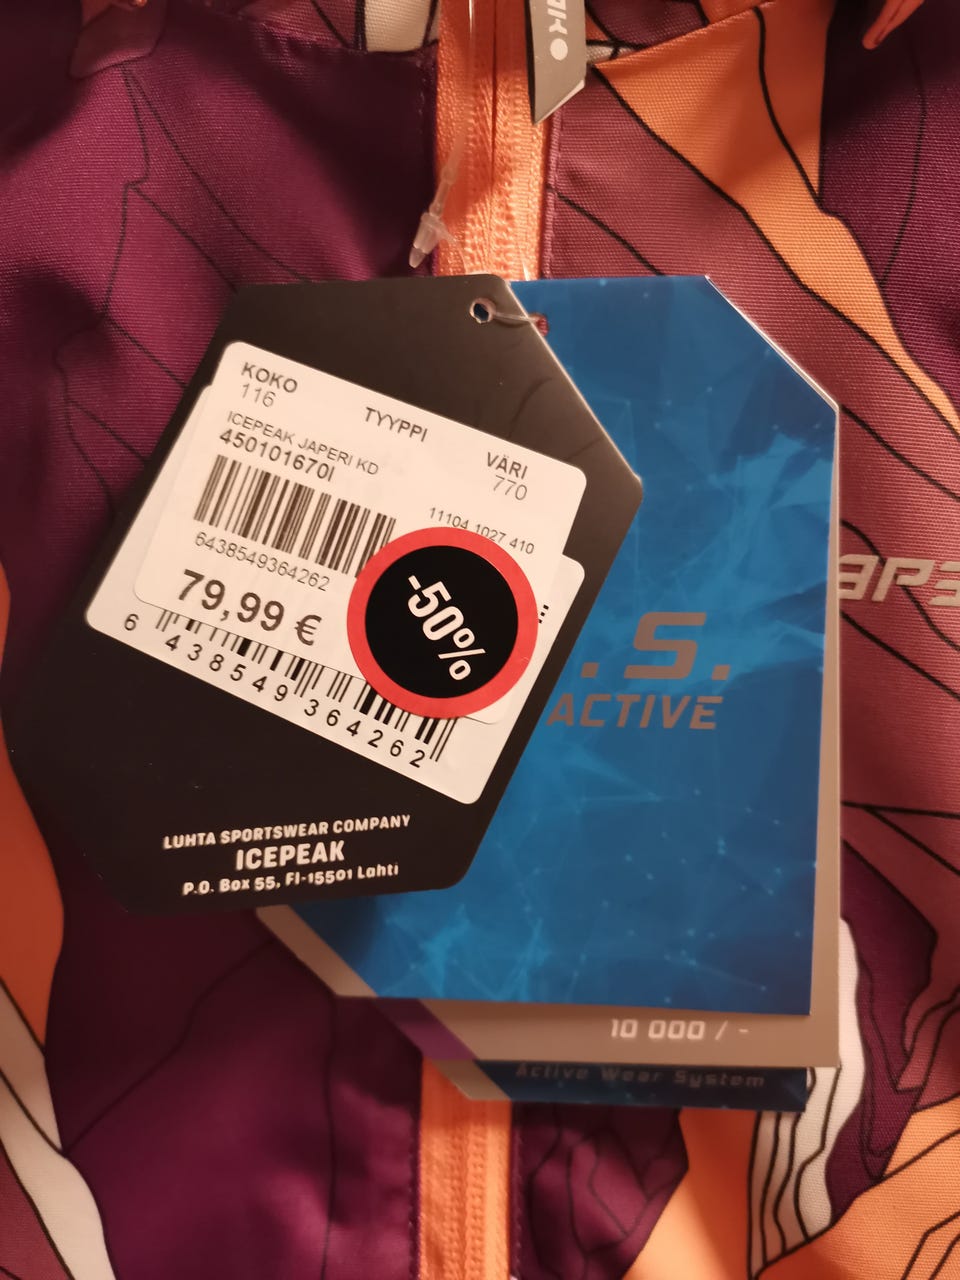 KOKO
116
TYYPPI
VÄRI
770
ICEPEAK JAPERI KD
450101670I
11104 1027 410
6438549364262
79,99 €
-50%
6 438549 364262
LUHTA SPORTSWEAR COMPANY
ICEPEAK
P.O. Box 55, FI-15501 Lahti
. S.
ACTIVE
10 000 / -
Active Wear System